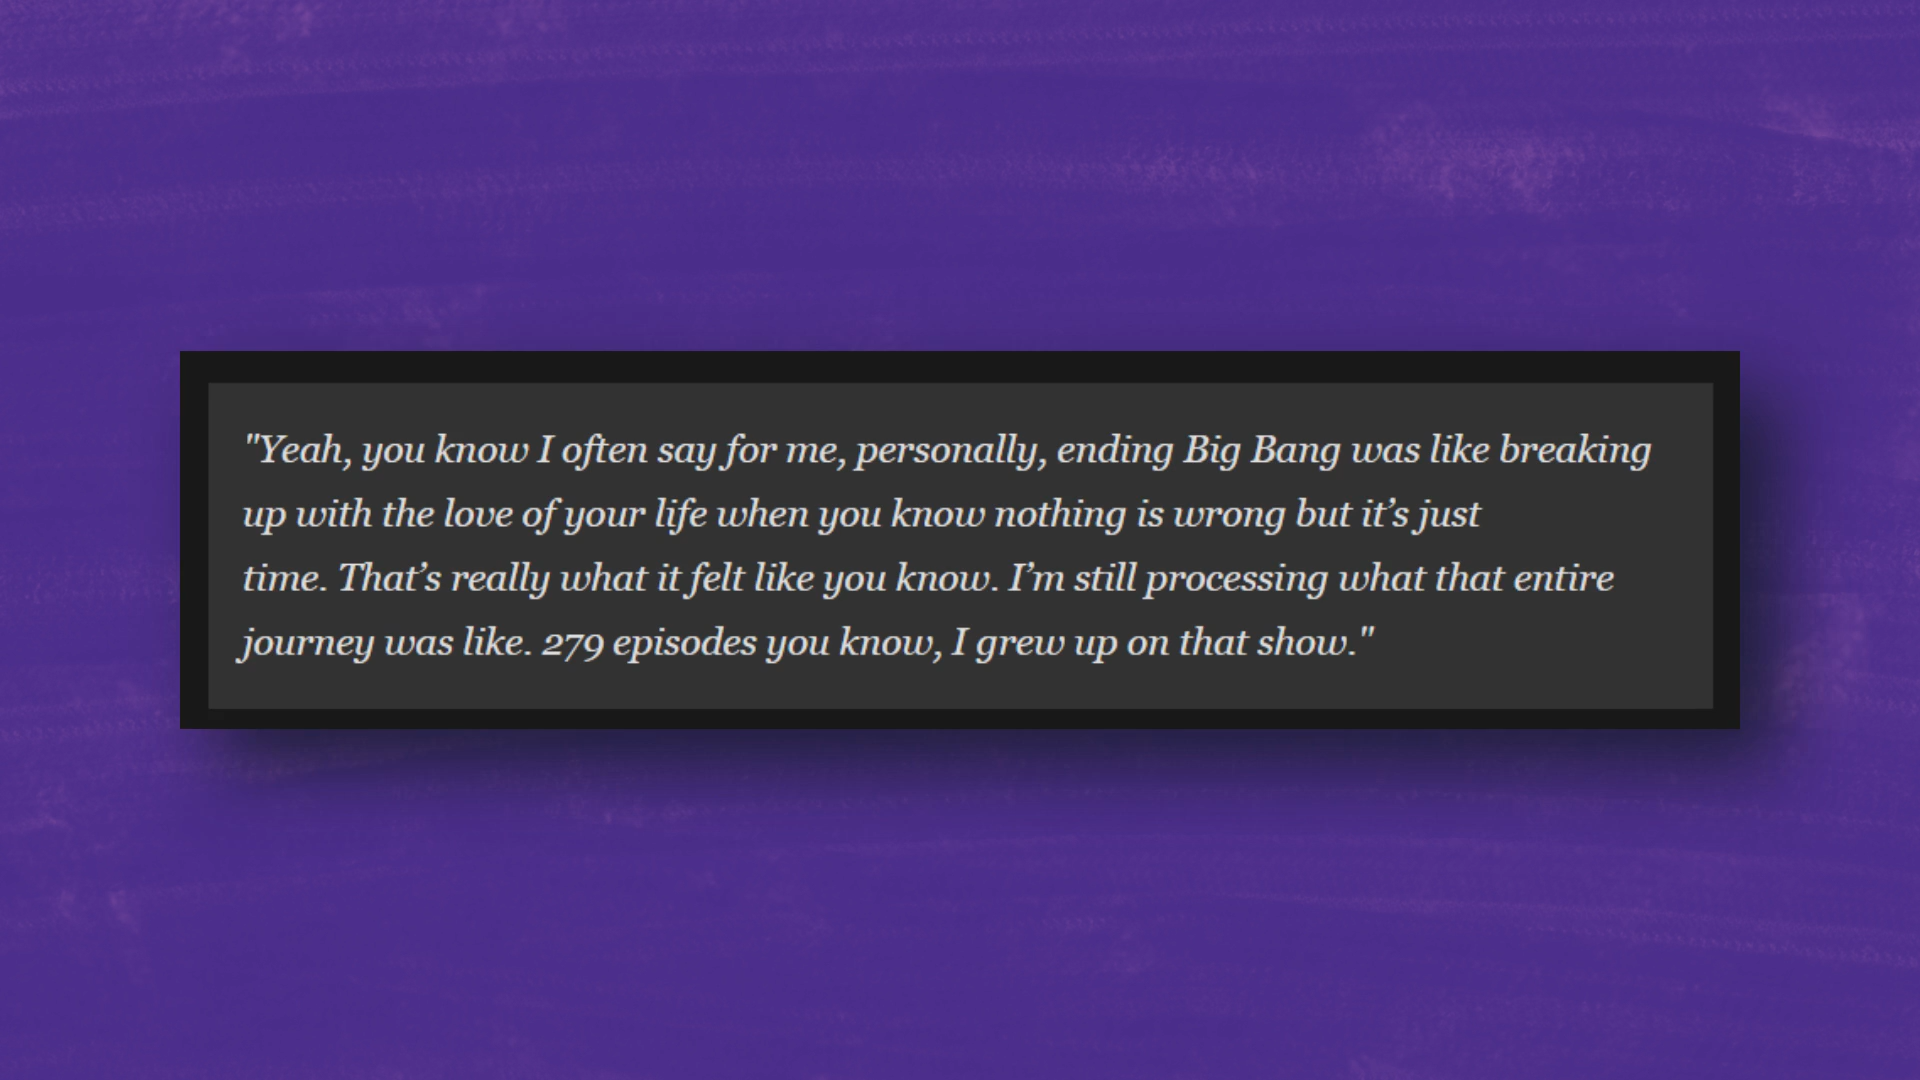 "Yeah, you know I often say for me, personally, ending Big Bang was like breaking
up with the love of your life when you know nothing is wrong but it’s just
time. That’s really what it felt like you know. I’m still processing what that entire
journey was like. 279 episodes you know, I grew up on that show."